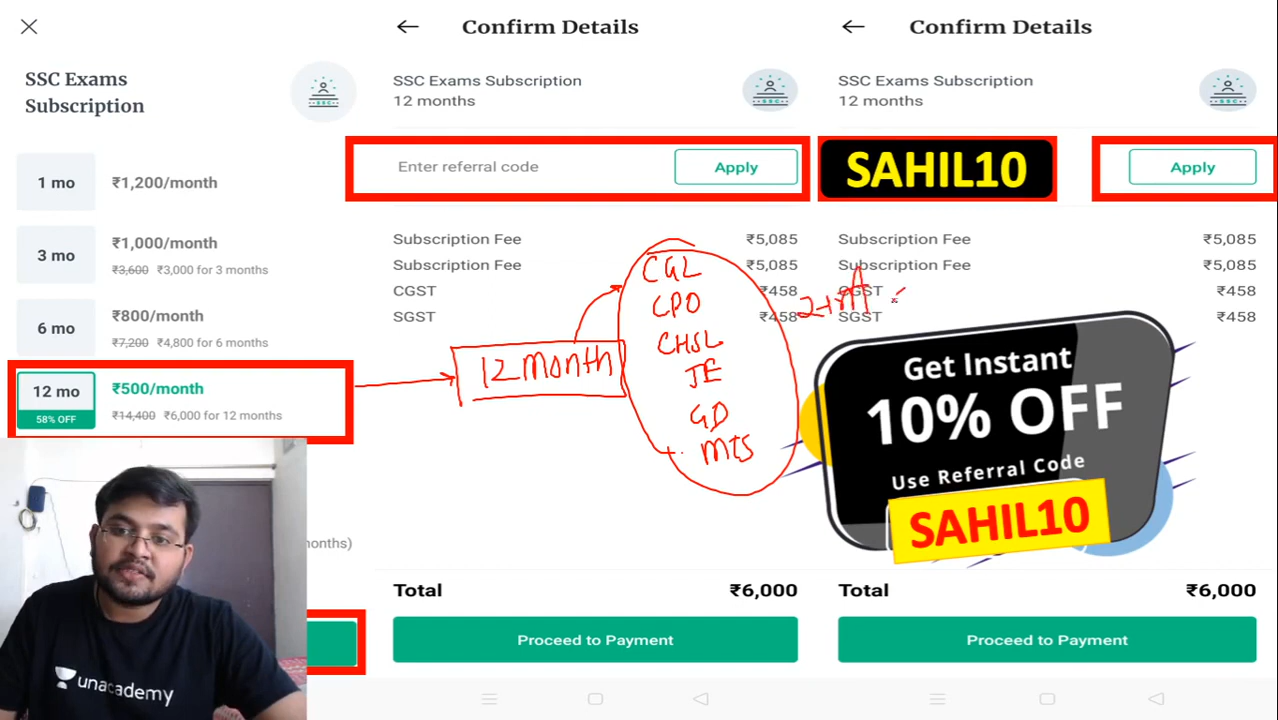 SSC Exams
Subscription
1 mo
₹1,200/month
3 mo
₹1,000/month
₹3,600 ₹3,000 for 3 months
6 mo
₹800/month
₹7,200 ₹4,800 for 6 months
12 mo
58% OFF
₹500/month
₹14,400 ₹6,000 for 12 months
onths)
unacademy
Confirm Details
SSC Exams Subscription
12 months
SSC
Enter referral code
Apply
Subscription Fee ₹5,085
Subscription Fee ₹5,085
CGST ₹458
SGST ₹458
12 Month
CGL
CPO
CHSL
JE
GD
MTS
Total ₹6,000
Proceed to Payment
Confirm Details
SSC Exams Subscription
12 months
SSC
SAHIL10
Apply
Subscription Fee ₹5,085
Subscription Fee ₹5,085
CGST ₹458
SGST ₹458
Get Instant
10% OFF
Use Referral Code
SAHIL10
Total ₹6,000
Proceed to Payment